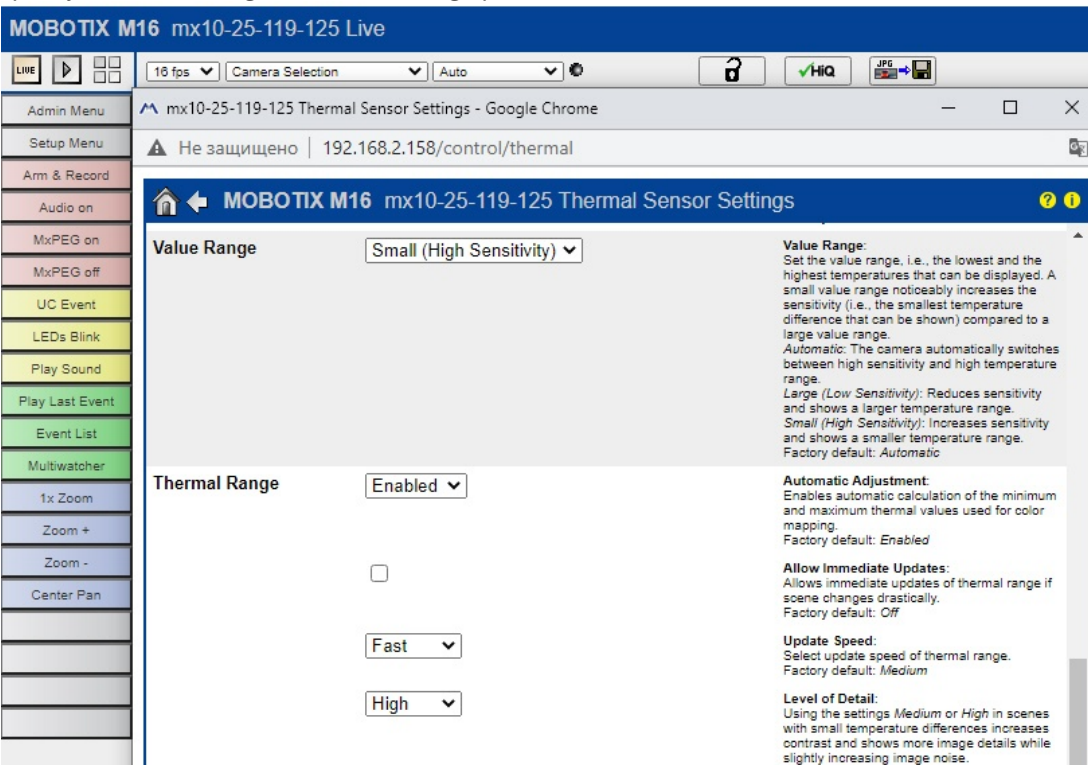 MOBOTIX M16 mx10-25-119-125 Live
LIVE
16 fps Camera Selection Auto HiQ JPG
Admin Menu
Setup Menu
Arm & Record
Audio on
MxPEG on
MxPEG off
UC Event
LEDs Blink
Play Sound
Play Last Event
Event List
Multiwatcher
1x Zoom
Zoom +
Zoom -
Center Pan
mx10-25-119-125 Thermal Sensor Settings - Google Chrome
Не защищено | 192.168.2.158/control/thermal
MOBOTIX M16 mx10-25-119-125 Thermal Sensor Settings
Value Range
Small (High Sensitivity)
Value Range:
Set the value range, i.e., the lowest and the
highest temperatures that can be displayed. A
small value range noticeably increases the
sensitivity (i.e., the smallest temperature
difference that can be shown) compared to a
large value range.
Automatic: The camera automatically switches
between high sensitivity and high temperature
range.
Large (Low Sensitivity): Reduces sensitivity
and shows a larger temperature range.
Small (High Sensitivity): Increases sensitivity
and shows a smaller temperature range.
Factory default: Automatic
Thermal Range
Enabled
Automatic Adjustment:
Enables automatic calculation of the minimum
and maximum thermal values used for color
mapping.
Factory default: Enabled
Allow Immediate Updates:
Allows immediate updates of thermal range if
scene changes drastically.
Factory default: Off
Fast
Update Speed:
Select update speed of thermal range.
Factory default: Medium
High
Level of Detail:
Using the settings Medium or High in scenes
with small temperature differences increases
contrast and shows more image details while
slightly increasing image noise.